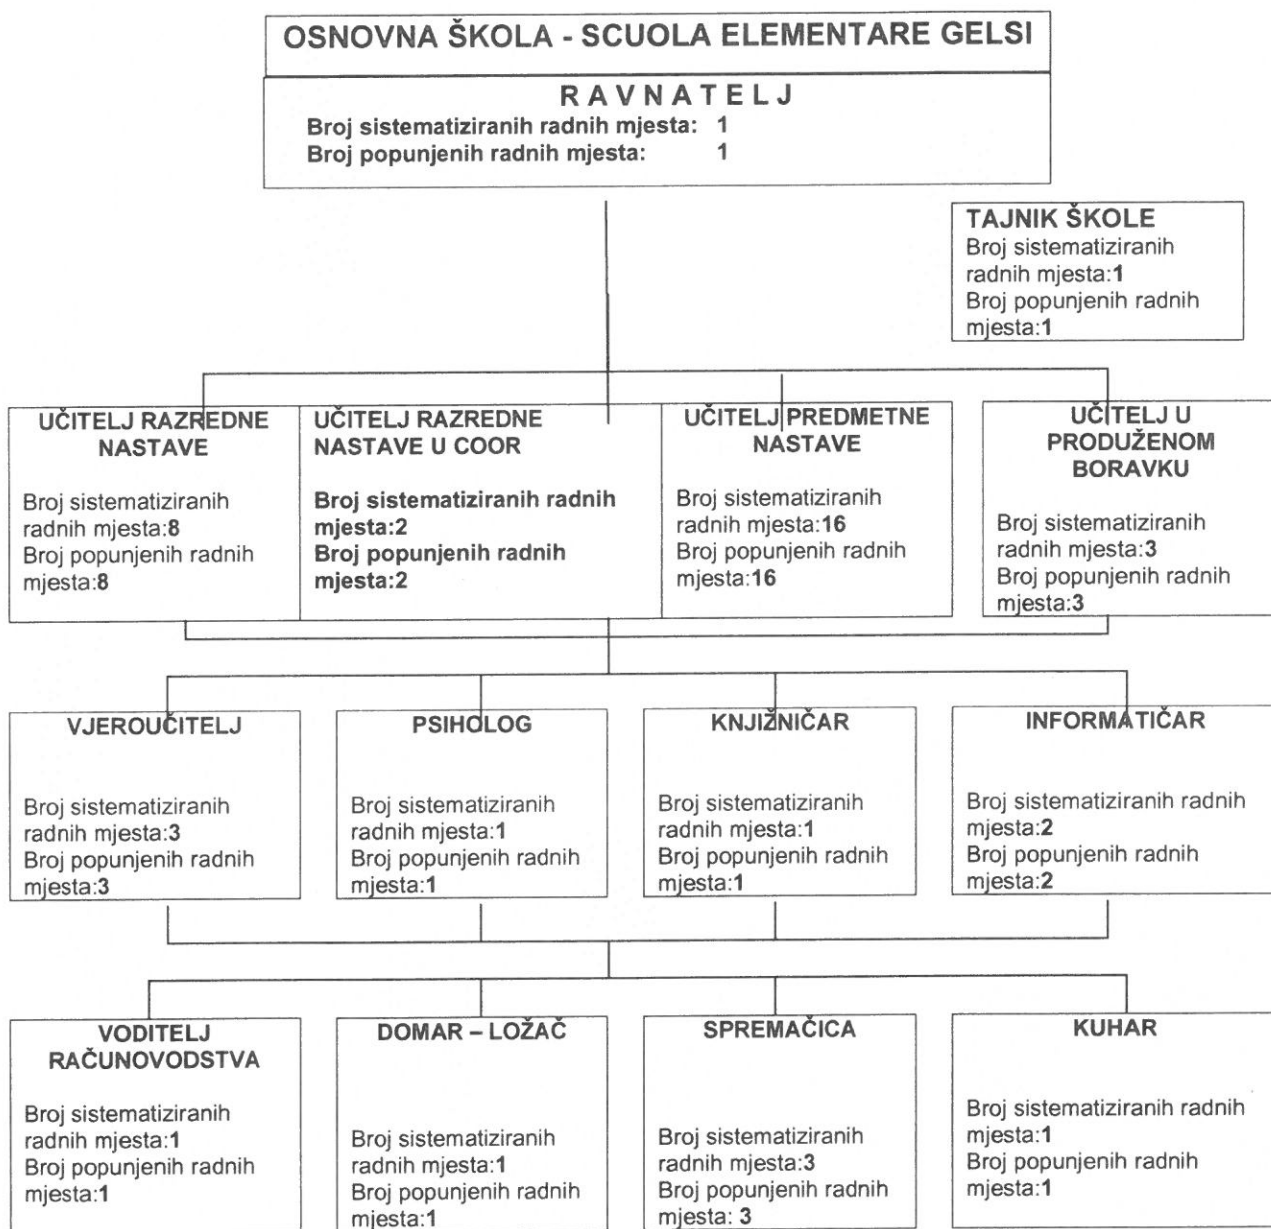 OSNOVNA ŠKOLA - SCUOLA ELEMENTARE GELSI
R A V N A T E L J
Broj sistematiziranih radnih mjesta: 1
Broj popunjenih radnih mjesta: 1
TAJNIK ŠKOLE
Broj sistematiziranih
radnih mjesta:1
Broj popunjenih radnih
mjesta:1
UČITELJ RAZREDNE
NASTAVE
Broj sistematiziranih
radnih mjesta:8
Broj popunjenih radnih
mjesta:8
UČITELJ RAZREDNE
NASTAVE U COOR
Broj sistematiziranih radnih
mjesta:2
Broj popunjenih radnih
mjesta:2
UČITELJ PREDMETNE
NASTAVE
Broj sistematiziranih
radnih mjesta:16
Broj popunjenih radnih
mjesta:16
UČITELJ U
PRODUŽENOM
BORAVKU
Broj sistematiziranih
radnih mjesta:3
Broj popunjenih radnih
mjesta:3
VJEROUČITELJ
Broj sistematiziranih
radnih mjesta:3
Broj popunjenih radnih
mjesta:3
PSIHOLOG
Broj sistematiziranih
radnih mjesta:1
Broj popunjenih radnih
mjesta:1
KNJIŽNIČAR
Broj sistematiziranih
radnih mjesta:1
Broj popunjenih radnih
mjesta:1
INFORMATIČAR
Broj sistematiziranih radnih
mjesta:2
Broj popunjenih radnih
mjesta:2
VODITELJ
RAČUNOVODSTVA
Broj sistematiziranih
radnih mjesta:1
Broj popunjenih radnih
mjesta:1
DOMAR – LOŽAČ
Broj sistematiziranih
radnih mjesta:1
Broj popunjenih radnih
mjesta:1
SPREMAČICA
Broj sistematiziranih
radnih mjesta:3
Broj popunjenih radnih
mjesta: 3
KUHAR
Broj sistematiziranih radnih
mjesta:1
Broj popunjenih radnih
mjesta:1